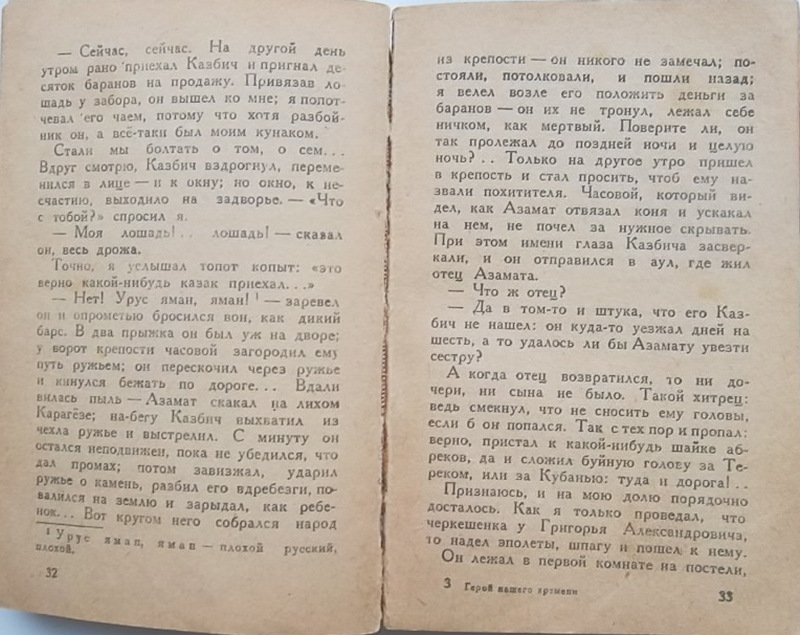 — Сейчас, сейчас. На другой день
утром рано приехал Казбич и пригнал де-
сяток баранов на продажу. Привязав ло-
шадь у забора, он вышел ко мне; я попот-
чевал его чаем, потому что хотя разбой-
ник он, а всё-таки был моим кунаком.
Стали мы болтать о том, о сем...
Вдруг смотрю, Казбич вздрогнул, переме-
нился в лице — и к окну; но окно, к не-
счастию, выходило на задворье. — «Что
с тобой?» спросил я.
— Моя лошадь!.. лошадь! — сказал
он, весь дрожа.
Точно, я услышал топот копыт: «это
верно какой-нибудь казак приехал...»
— Нет! Урус яман, яман! ¹ — заревел
он и опрометью бросился вон, как дикий
барс. В два прыжка он был уж на дворе;
у ворот крепости часовой загородил ему
путь ружьем; он перескочил через ружье
и кинулся бежать по дороге... Вдали
вилась пыль — Азамат скакал на лихом
Карагёзе; на-бегу Казбич выхватил из
чехла ружье и выстрелил. С минуту он
остался неподвижен, пока не убедился, что
дал промах; потом завизжал, ударил
ружье о камень, разбил его вдребезги, по-
валился на землю и зарыдал, как ребе-
нок... Вот кругом него собрался народ
¹ Урус яман, яман — плохой русский,
плохой.
32
из крепости — он никого не замечал; по-
стояли, потолковали, и пошли назад;
я велел возле его положить деньги за
баранов — он их не тронул, лежал себе
ничком, как мертвый. Поверите ли, он
так пролежал до поздней ночи и целую
ночь?.. Только на другое утро пришел
в крепость и стал просить, чтоб ему на-
звали похитителя. Часовой, который ви-
дел, как Азамат отвязал коня и ускакал
на нем, не почел за нужное скрывать.
При этом имени глаза Казбича засвер-
кали, и он отправился в аул, где жил
отец Азамата.
— Что ж отец?
— Да в том-то и штука, что его Каз-
бич не нашел: он куда-то уезжал дней на
шесть, а то удалось ли бы Азамату увезти
сестру?
А когда отец возвратился, то ни до-
чери, ни сына не было. Такой хитрец:
ведь смекнул, что не сносить ему головы,
если б он попался. Так с тех пор и пропал:
верно, пристал к какой-нибудь шайке аб-
реков, да и сложил буйную голову за Те-
реком, или за Кубанью: туда и дорога!..
Признаюсь, и на мою долю порядочно
досталось. Как я только проведал, что
черкешенка у Григорья Александровича,
то надел эполеты, шпагу и пошел к нему.
Он лежал в первой комнате на постели,
3 Герой нашего времени
33